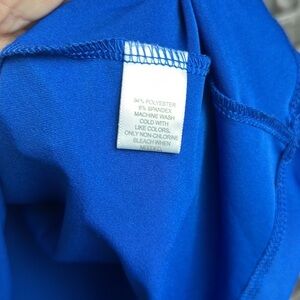 94% POLYESTER
6% SPANDEX
MACHINE WASH
COLD WITH
LIKE COLORS,
ONLY NON-CHLORINE
BLEACH WHEN
NEEDED